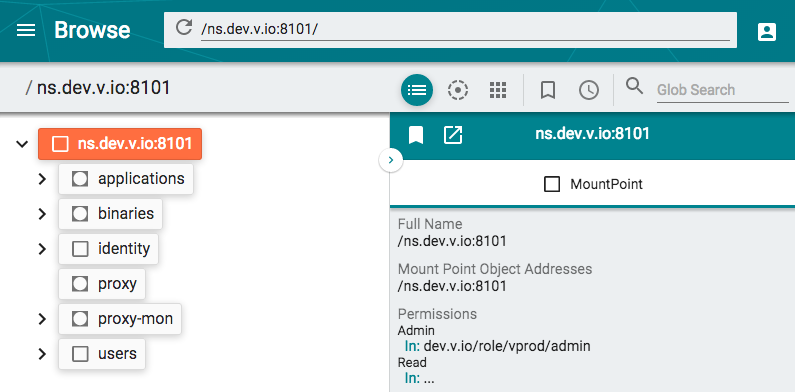 Browse
/ns.dev.v.io:8101/
/ ns.dev.v.io:8101
Glob Search
ns.dev.v.io:8101
applications
binaries
identity
proxy
proxy-mon
users
ns.dev.v.io:8101
MountPoint
Full Name
/ns.dev.v.io:8101
Mount Point Object Addresses
/ns.dev.v.io:8101
Permissions
Admin
In: dev.v.io/role/vprod/admin
Read
In: ...